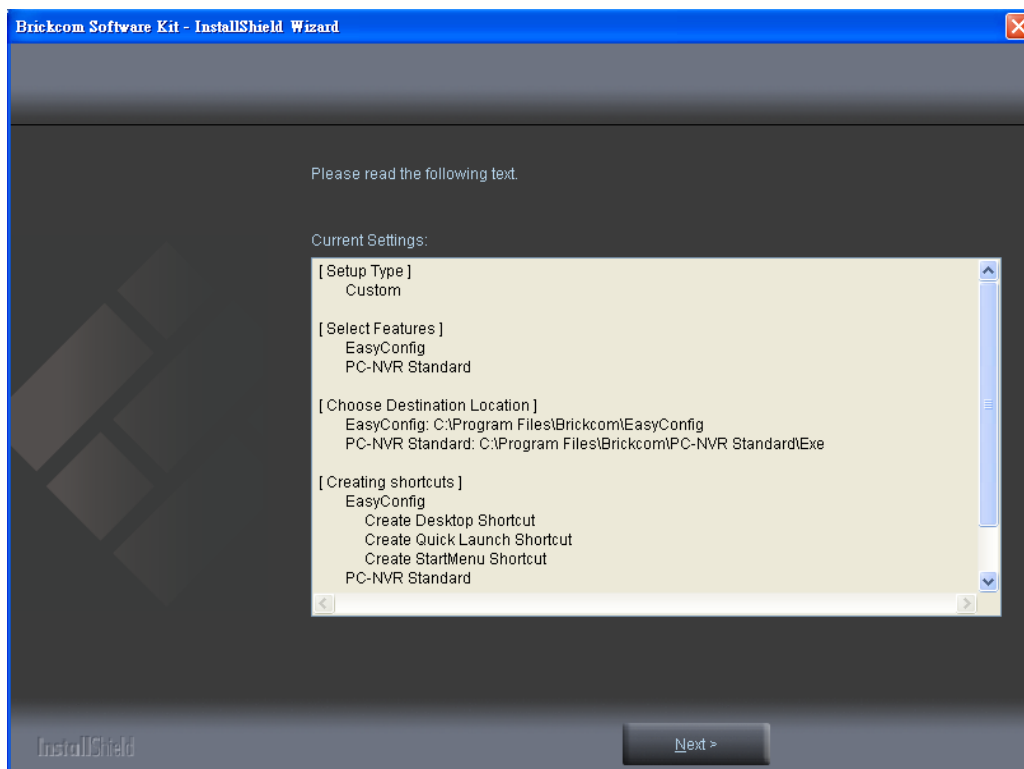 Brickcom Software Kit - InstallShield Wizard
Please read the following text.
Current Settings:
[ Setup Type ]
Custom
[ Select Features ]
EasyConfig
PC-NVR Standard
[ Choose Destination Location ]
EasyConfig: C:\Program Files\Brickcom\EasyConfig
PC-NVR Standard: C:\Program Files\Brickcom\PC-NVR Standard\Exe
[ Creating shortcuts ]
EasyConfig
Create Desktop Shortcut
Create Quick Launch Shortcut
Create StartMenu Shortcut
PC-NVR Standard
InstallShield
Next >